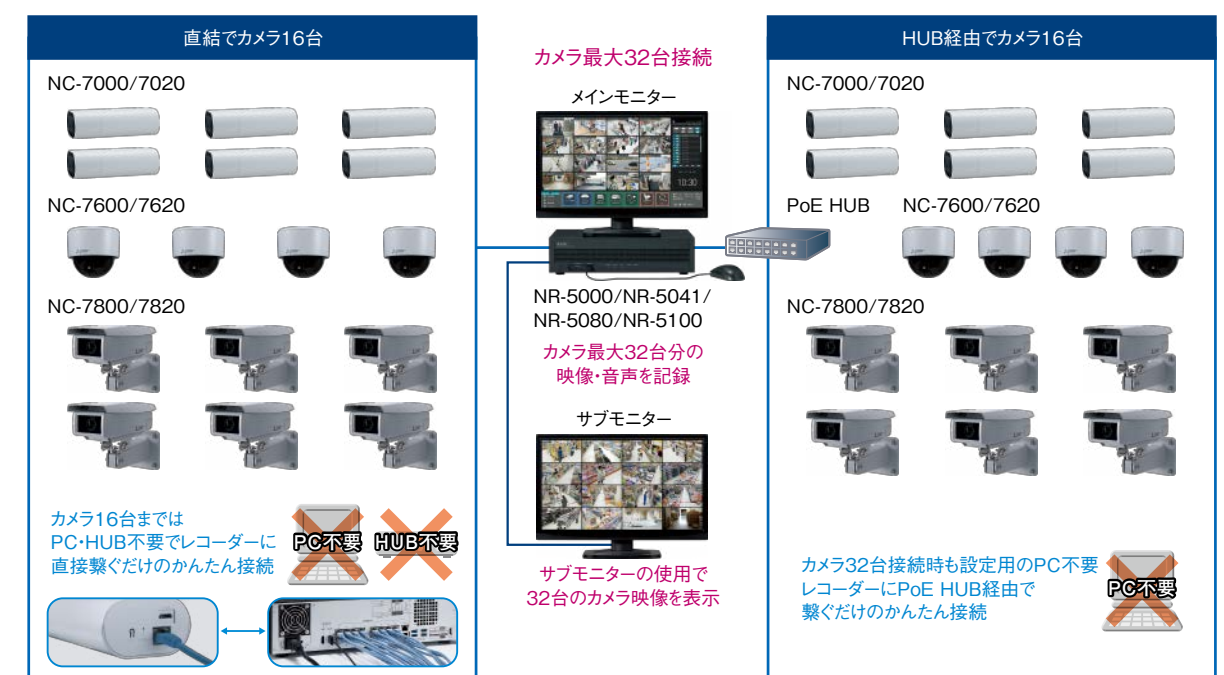 直結でカメラ16台
NC-7000/7020
NC-7600/7620
NC-7800/7820
カメラ16台までは
PC・HUB不要でレコーダーに
直接繋ぐだけのかんたん接続
PC不要
HUB不要
カメラ最大32台接続
メインモニター
10:30
NR-5000/NR-5041/
NR-5080/NR-5100
カメラ最大32台分の
映像・音声を記録
サブモニター
サブモニターの使用で
32台のカメラ映像を表示
HUB経由でカメラ16台
NC-7000/7020
PoE HUB
NC-7600/7620
NC-7800/7820
カメラ32台接続時も設定用のPC不要
レコーダーにPoE HUB経由で
繋ぐだけのかんたん接続
PC不要